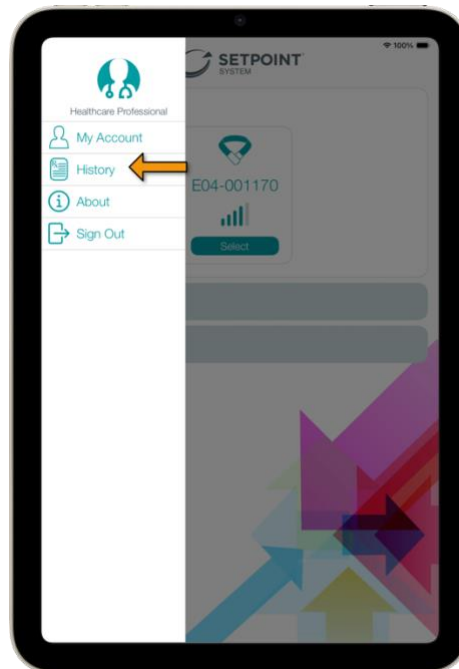 100%
SETPOINT
SYSTEM
Healthcare Professional
My Account
History
About
Sign Out
E04-001170
Select